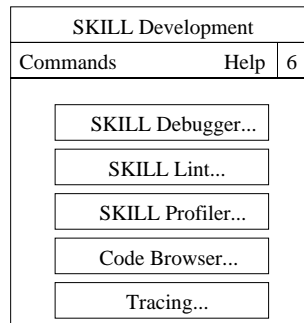 SKILL Development
Commands Help 6
SKILL Debugger...
SKILL Lint...
SKILL Profiler...
Code Browser...
Tracing...